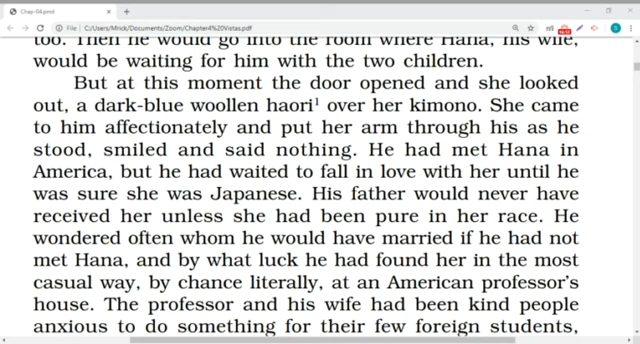 Chap-04.pmd
File | C:/Users/Mrick/Documents/Zoom/Chapter4%20Vistas.pdf
too. Then he would go into the room where Hana, his wife,
would be waiting for him with the two children.
But at this moment the door opened and she looked
out, a dark-blue woollen haori¹ over her kimono. She came
to him affectionately and put her arm through his as he
stood, smiled and said nothing. He had met Hana in
America, but he had waited to fall in love with her until he
was sure she was Japanese. His father would never have
received her unless she had been pure in her race. He
wondered often whom he would have married if he had not
met Hana, and by what luck he had found her in the most
casual way, by chance literally, at an American professor’s
house. The professor and his wife had been kind people
anxious to do something for their few foreign students,